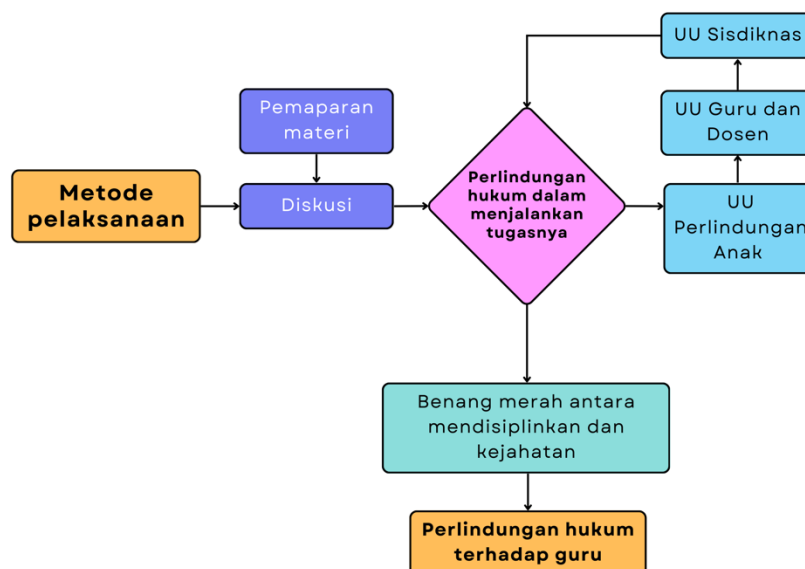 UU Sisdiknas
Pemaparan
materi
UU Guru dan
Dosen
Metode
pelaksanaan
Diskusi
Perlindungan
hukum dalam
menjalankan
tugasnya
UU
Perlindungan
Anak
Benang merah antara
mendisiplinkan dan
kejahatan
Perlindungan hukum
terhadap guru